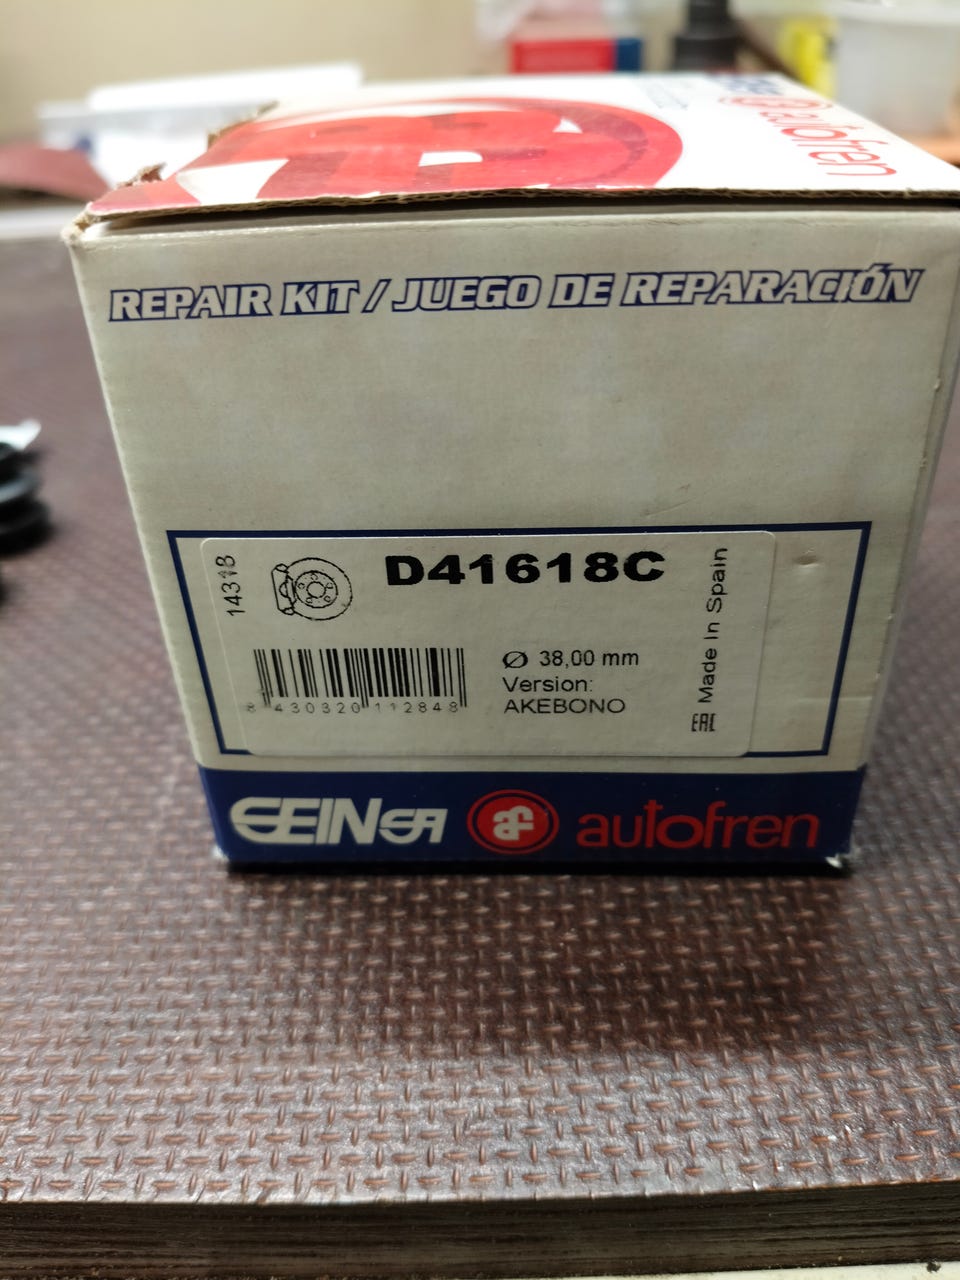 autofren
REPAIR KIT / JUEGO DE REPARACIÓN
14318
D41618C
Ø 38,00 mm
Version:
AKEBONO
8 430320 112848
Made In Spain
EAC
SEINSA af autofren